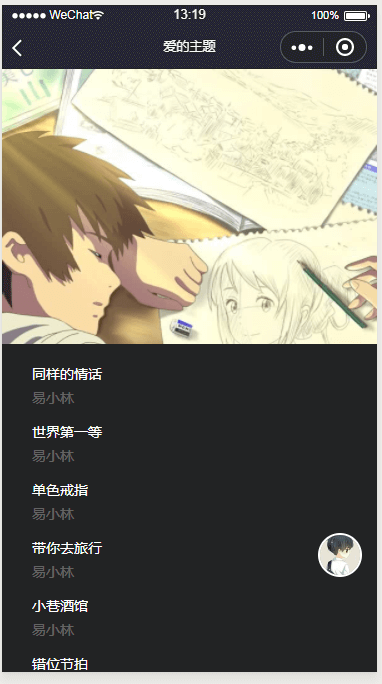 WeChat 13:19 100%
爱的主题
同样的情话
易小林
世界第一等
易小林
单色戒指
易小林
带你去旅行
易小林
小巷酒馆
易小林
错位节拍